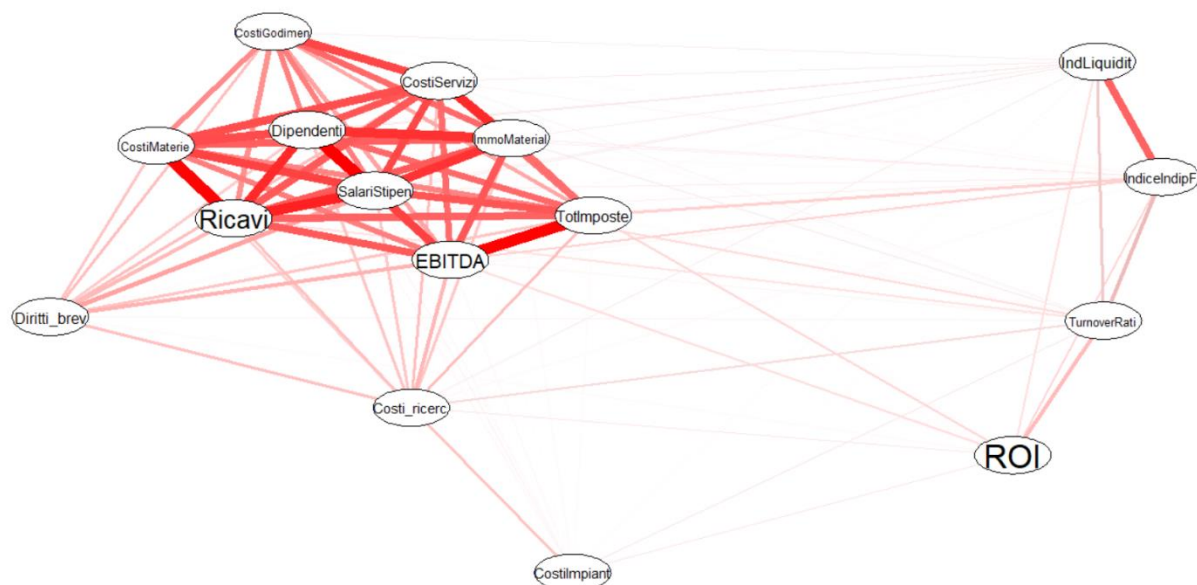 CostiGodimen
CostiServizi
IndLiquidit
Dipendenti
ImmoMaterial
CostiMaterie
IndiceIndipF
SalariStipen
Ricavi
TotImposte
EBITDA
Diritti_brev
TurnoverRati
Costi_ricerc
ROI
CostiImpiant